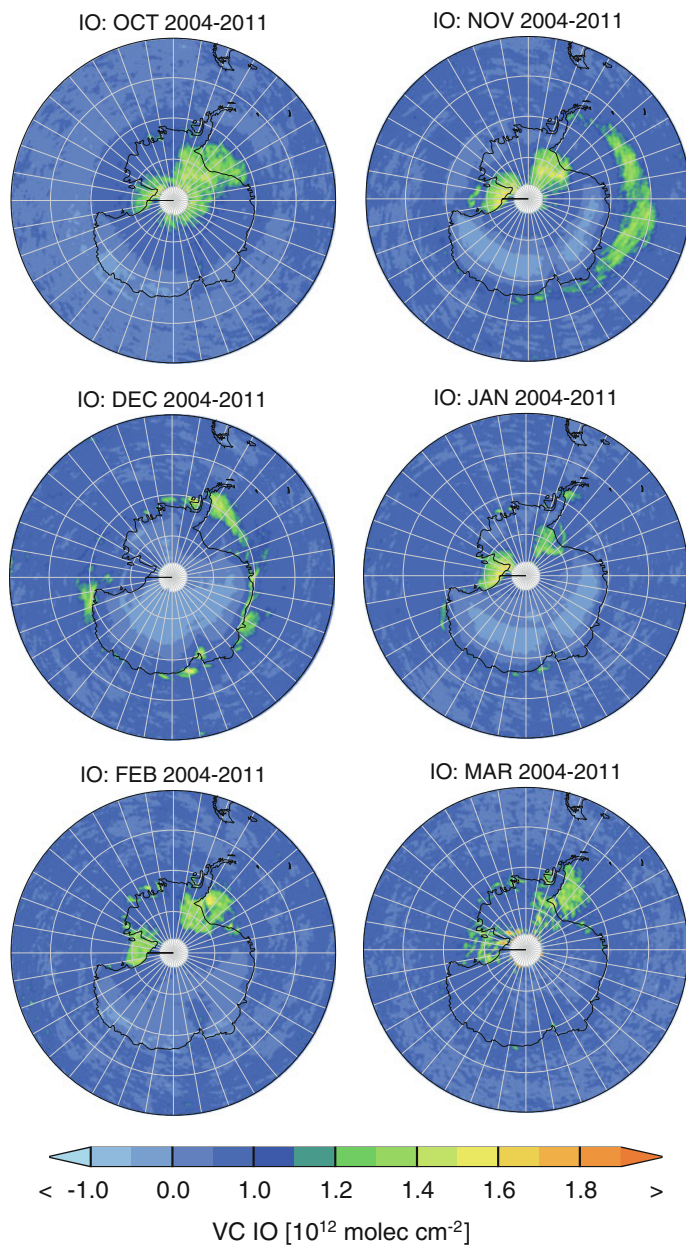 IO: OCT 2004-2011 IO: NOV 2004-2011
IO: DEC 2004-2011 IO: JAN 2004-2011
IO: FEB 2004-2011 IO: MAR 2004-2011
< -1.0 0.0 1.0 1.2 1.4 1.6 1.8 >
VC IO [10¹² molec cm⁻²]